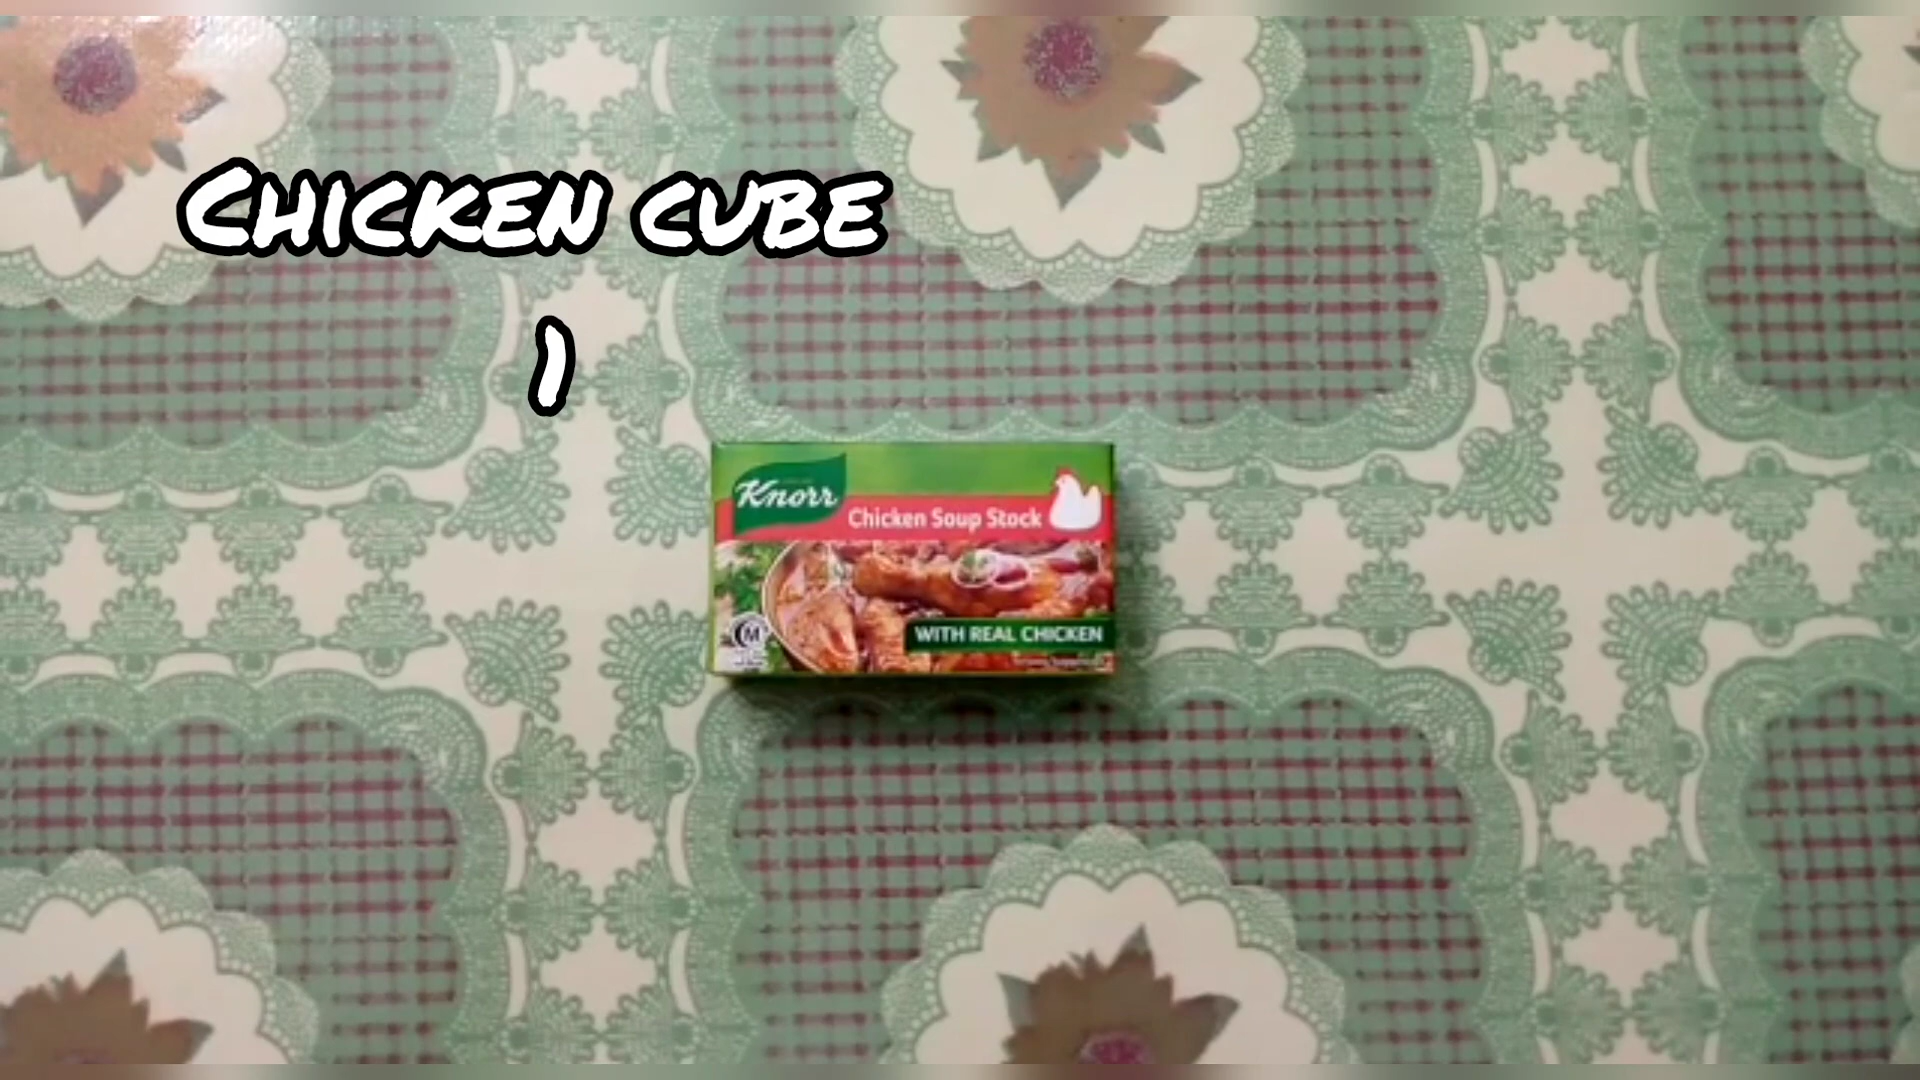 CHICKEN CUBE
1
Knorr
Chicken Soup Stock
WITH REAL CHICKEN
M